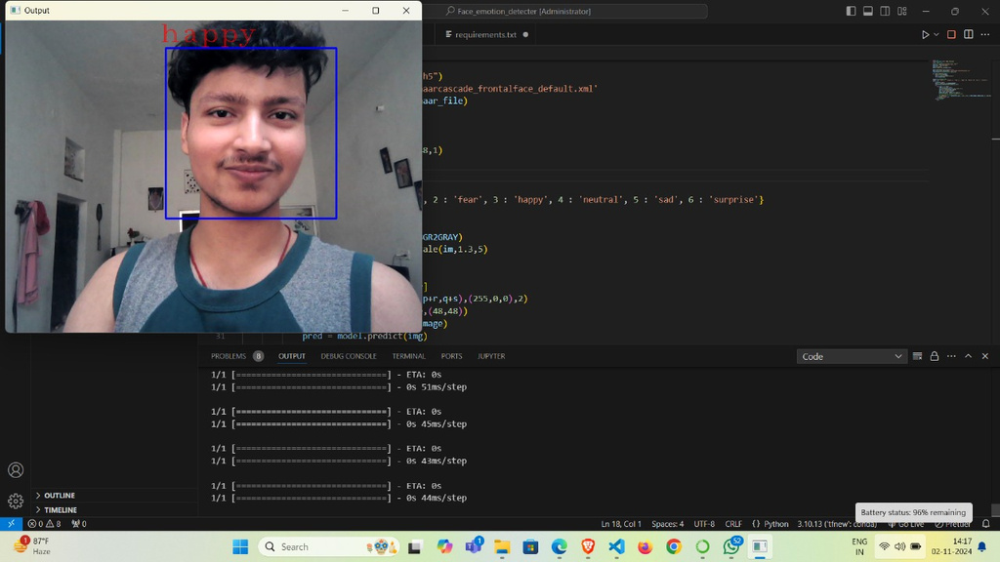 Output
happy
Face_emotion_detecter [Administrator]
requirements.txt
h5")
aarcascade_frontalface_default.xml'
aar_file)
8,1)
, 2 : 'fear', 3 : 'happy', 4 : 'neutral', 5 : 'sad', 6 : 'surprise'}
GR2GRAY)
ale(im,1.3,5)
]
p+r,q+s),(255,0,0),2)
,(48,48))
mage)
31 pred = model.predict(img)
PROBLEMS 8 OUTPUT DEBUG CONSOLE TERMINAL PORTS JUPYTER
Code
1/1 [==============================] - ETA: 0s
1/1 [==============================] - 0s 51ms/step
1/1 [==============================] - ETA: 0s
1/1 [==============================] - 0s 45ms/step
1/1 [==============================] - ETA: 0s
1/1 [==============================] - 0s 43ms/step
1/1 [==============================] - ETA: 0s
1/1 [==============================] - 0s 44ms/step
OUTLINE
TIMELINE
Battery status: 96% remaining
0 8 0
Ln 18, Col 1 Spaces: 4 UTF-8 CRLF {} Python 3.10.13 ('tfnew': conda) Go Live Prettier
1
87°F
Haze
Search
1
52
ENG
IN
14:17
02-11-2024